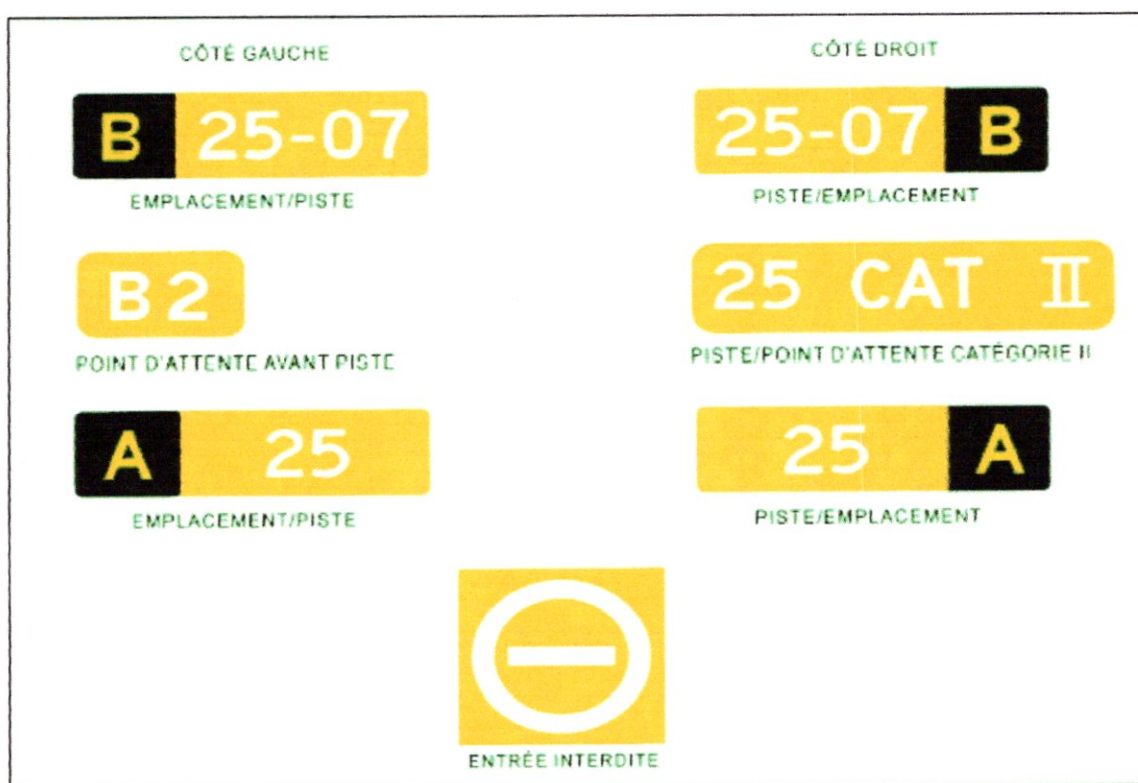 CÔTÉ GAUCHE
CÔTÉ DROIT
B 25-07
25-07 B
EMPLACEMENT/PISTE
PISTE/EMPLACEMENT
B2
25 CAT II
POINT D'ATTENTE AVANT PISTE
PISTE/POINT D'ATTENTE CATÉGORIE II
A 25
25 A
EMPLACEMENT/PISTE
PISTE/EMPLACEMENT
ENTRÉE INTERDITE